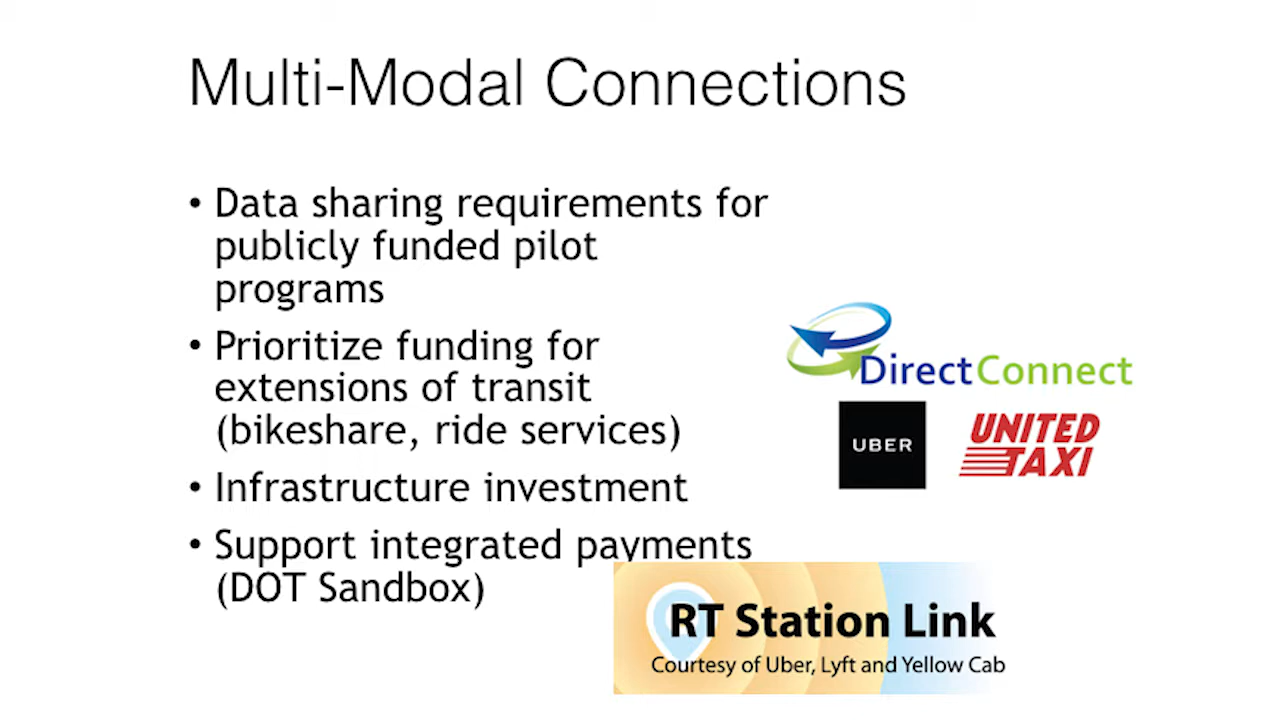 Multi-Modal Connections
• Data sharing requirements for
publicly funded pilot
programs
• Prioritize funding for
extensions of transit
(bikeshare, ride services)
• Infrastructure investment
• Support integrated payments
(DOT Sandbox)
DirectConnect
UBER
UNITED
TAXI
RT Station Link
Courtesy of Uber, Lyft and Yellow Cab